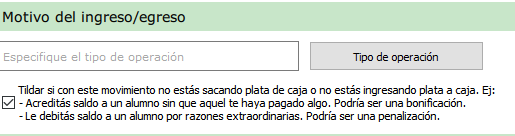 Motivo del ingreso/egreso
Especifique el tipo de operación
Tipo de operación
Tildar si con este movimiento no estás sacando plata de caja o no estás ingresando plata a caja. Ej:
- Acreditás saldo a un alumno sin que aquel te haya pagado algo. Podría ser una bonificación.
- Le debitás saldo a un alumno por razones extraordinarias. Podría ser una penalización.